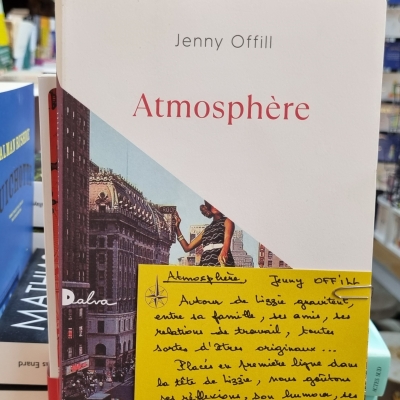 Jenny Offill
Atmosphère
Dalva
Atmosphère Jenny OFFill
Autour de Lizzie gravitent,
entre sa famille, ses amis, ses
relations de travail, toutes
sortes d'êtres originaux...
Placés en première ligne dans
la tête de Lizzie, nous goûtons
ses réflexions, son humour, ses
MATHIAS
s Enard